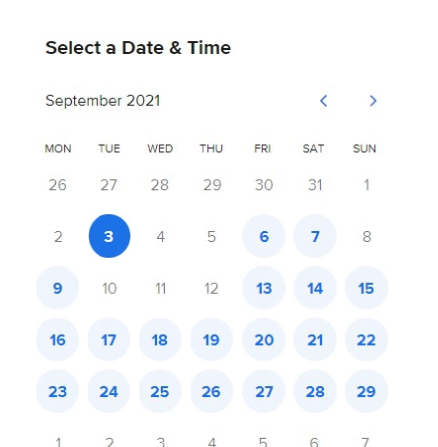 Select a Date & Time
September 2021
MON TUE WED THU FRI SAT SUN
26 27 28 29 30 31 1
2 3 4 5 6 7 8
9 10 11 12 13 14 15
16 17 18 19 20 21 22
23 24 25 26 27 28 29
1 2 3 4 5 6 7